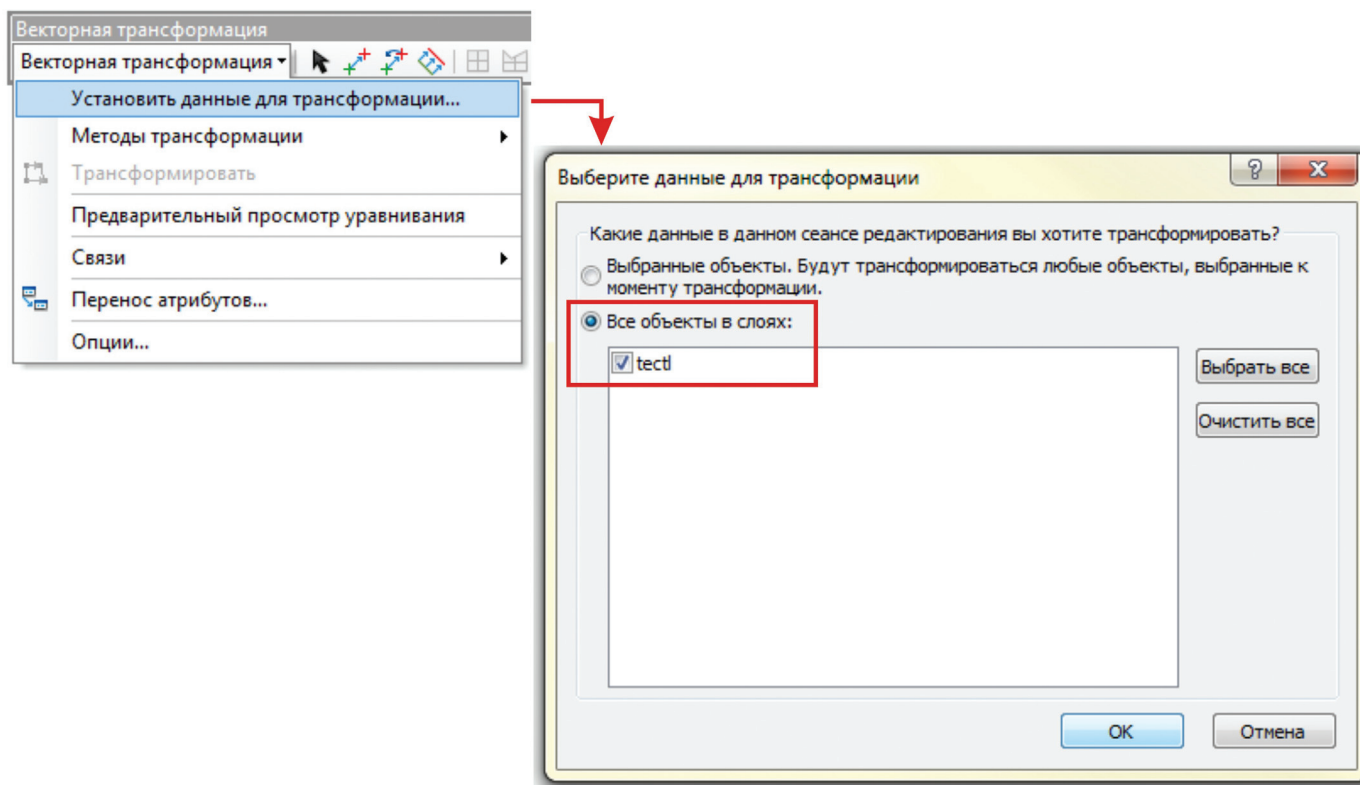 Векторная трансформация
Векторная трансформация
Установить данные для трансформации...
Методы трансформации
Трансформировать
Предварительный просмотр уравнивания
Связи
Перенос атрибутов...
Опции...
Выберите данные для трансформации
Какие данные в данном сеансе редактирования вы хотите трансформировать?
Выбранные объекты. Будут трансформироваться любые объекты, выбранные к
моменту трансформации.
Все объекты в слоях:
tectl
Выбрать все
Очистить все
OK
Отмена